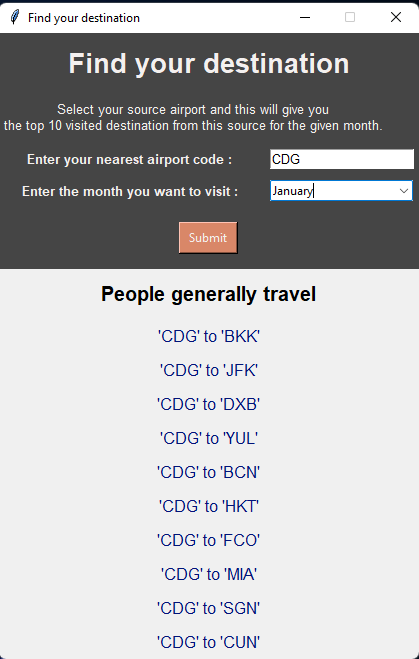 Find your destination
Find your destination
Select your source airport and this will give you
the top 10 visited destination from this source for the given month.
Enter your nearest airport code : CDG
Enter the month you want to visit : January
Submit
People generally travel
'CDG' to 'BKK'
'CDG' to 'JFK'
'CDG' to 'DXB'
'CDG' to 'YUL'
'CDG' to 'BCN'
'CDG' to 'HKT'
'CDG' to 'FCO'
'CDG' to 'MIA'
'CDG' to 'SGN'
'CDG' to 'CUN'